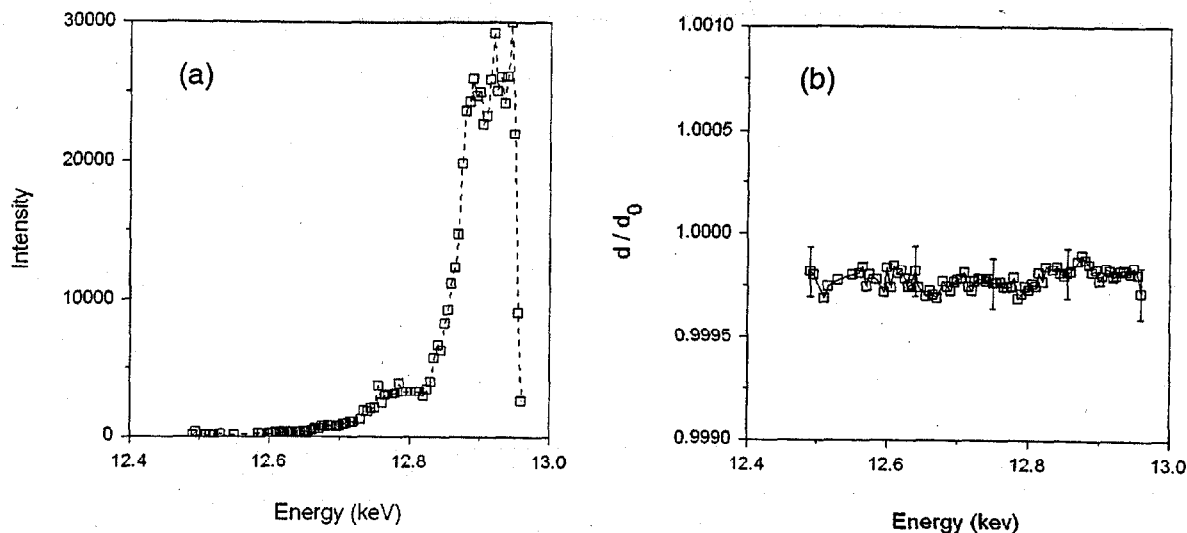 (a)
30000
20000
10000
0
Intensity
12.4
12.6
12.8
13.0
Energy (keV)
(b)
1.0010
1.0005
1.0000
0.9995
0.9990
d / d0
12.4
12.6
12.8
13.0
Energy (kev)